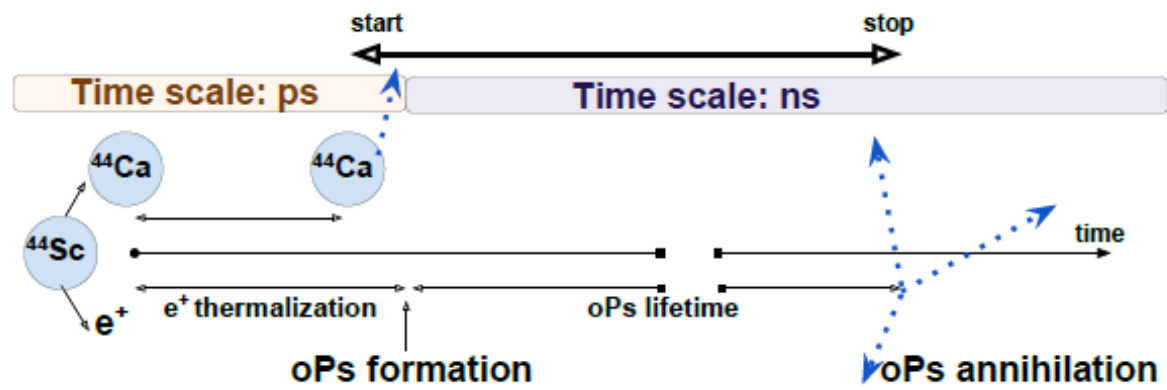 start stop
Time scale: ps Time scale: ns
⁴⁴Ca ⁴⁴Ca
⁴⁴Sc
time
e⁺ e⁺ thermalization oPs lifetime
oPs formation oPs annihilation